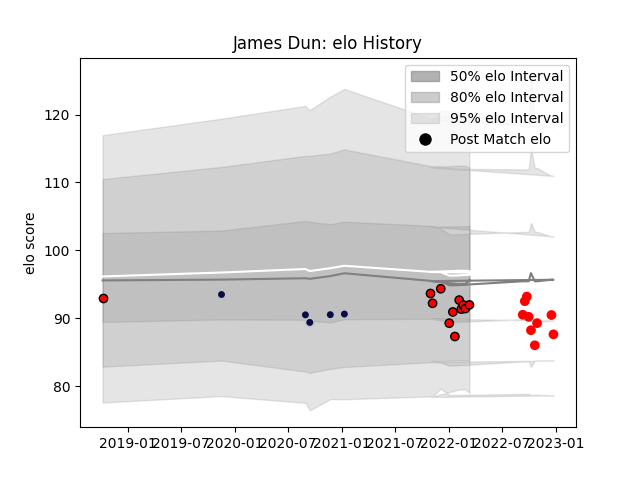 James Dun: elo History
50% elo Interval
80% elo Interval
95% elo Interval
Post Match elo
elo score
120
110
100
90
80
2019-01 2019-07 2020-01 2020-07 2021-01 2021-07 2022-01 2022-07 2023-01